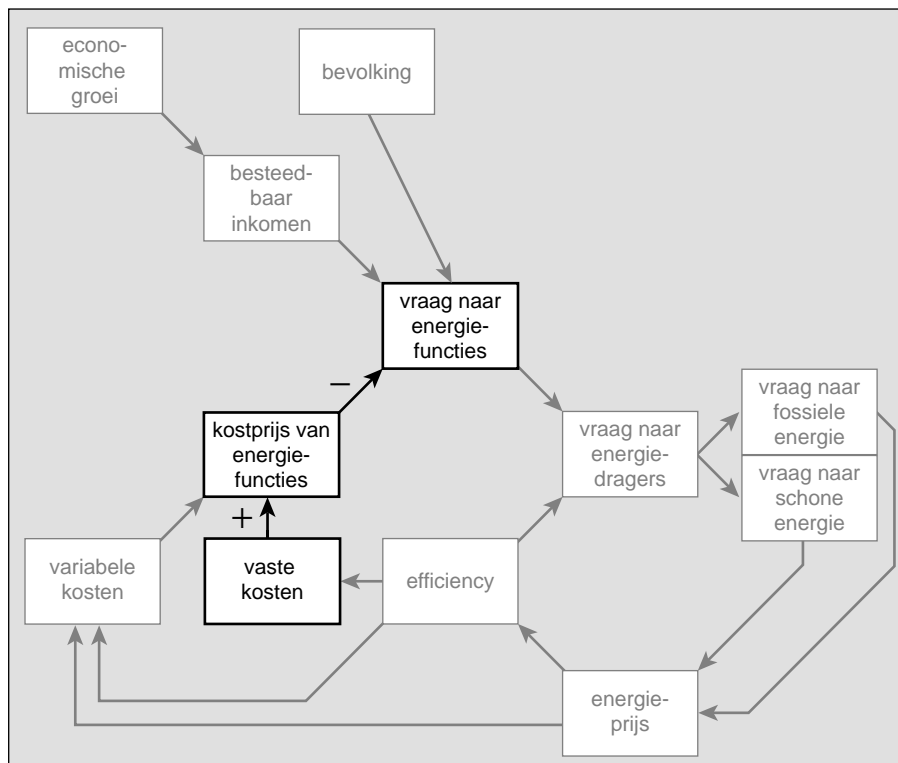 econo-
mische
groei
bevolking
besteed-
baar
inkomen
vraag naar
energie-
functies
–
kostprijs van
energie-
functies
vraag naar
energie-
dragers
vraag naar
fossiele
energie
vraag naar
schone
energie
+
variabele
kosten
vaste
kosten
efficiency
energie-
prijs